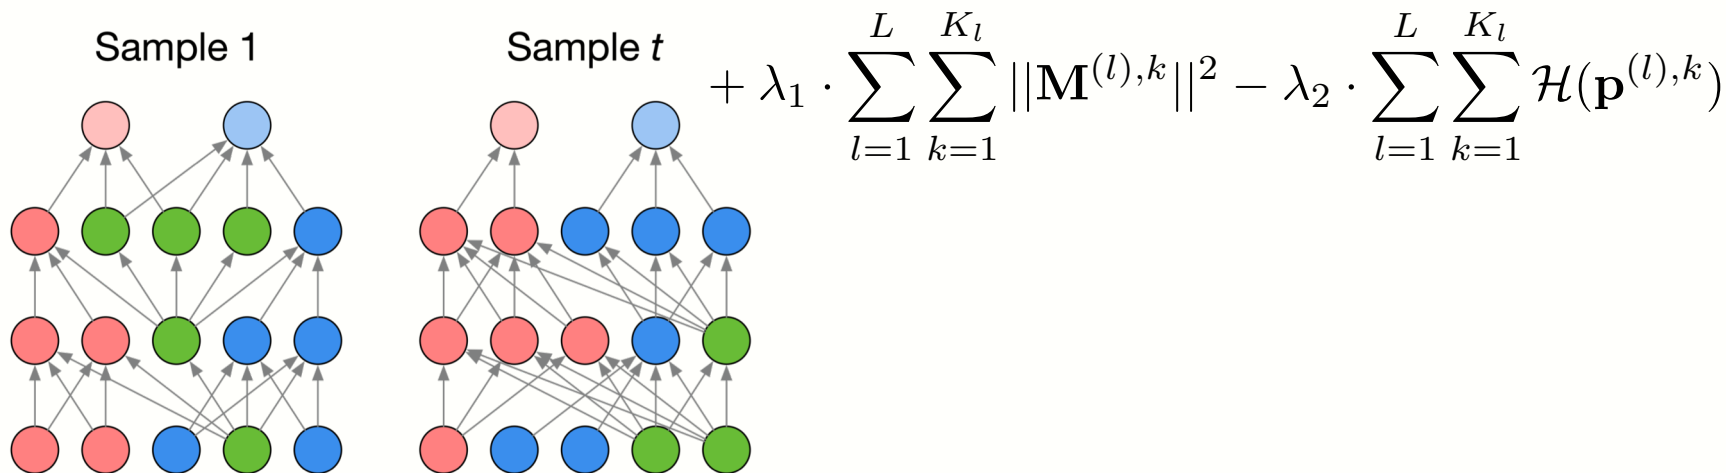 Sample 1
Sample t
+ λ₁ · ∑_{l=1}^{L} ∑_{k=1}^{K_l} ||𝐌^{(l),k}||² − λ₂ · ∑_{l=1}^{L} ∑_{k=1}^{K_l} ℋ(𝐩^{(l),k})